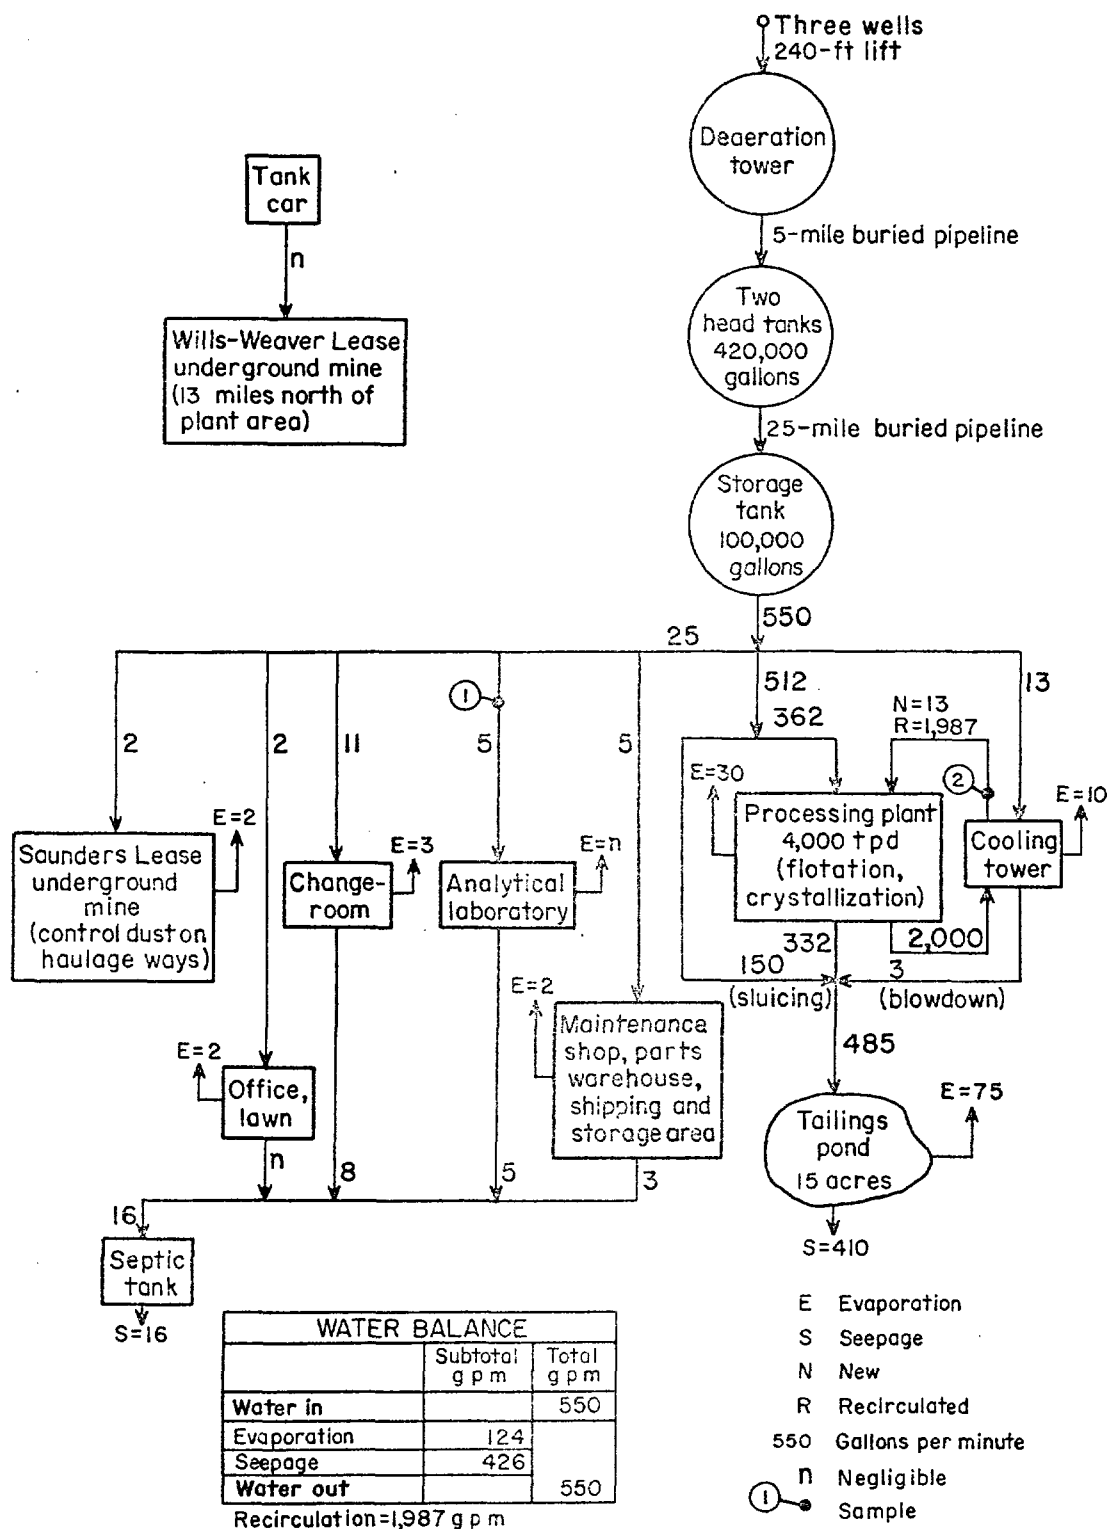 Three wells
240-ft lift
Deaeration
tower
5-mile buried pipeline
Two
head tanks
420,000
gallons
25-mile buried pipeline
Storage
tank
100,000
gallons
550
Tank
car
n
Wills-Weaver Lease
underground mine
(13 miles north of
plant area)
25
512
13
362
N=13
R=1,987
1
2
2
2
11
5
5
E=30
E=10
Processing plant
4,000 tpd
(flotation,
crystallization)
Cooling
tower
E=2
Saunders Lease
underground
mine
(control dust on
haulage ways)
E=3
Change-
room
E=n
Analytical
laboratory
332
2,000
150
(sluicing)
3
(blowdown)
E=2
Maintenance
shop, parts
warehouse,
shipping and
storage area
485
E=2
Office,
lawn
E=75
Tailings
pond
15 acres
n
8
5
3
16
S=410
Septic
tank
S=16
WATER BALANCE
Subtotal Total
gpm gpm
Water in 550
Evaporation 124
Seepage 426
Water out 550
Recirculation=1,987 gpm
E Evaporation
S Seepage
N New
R Recirculated
550 Gallons per minute
n Negligible
1 Sample